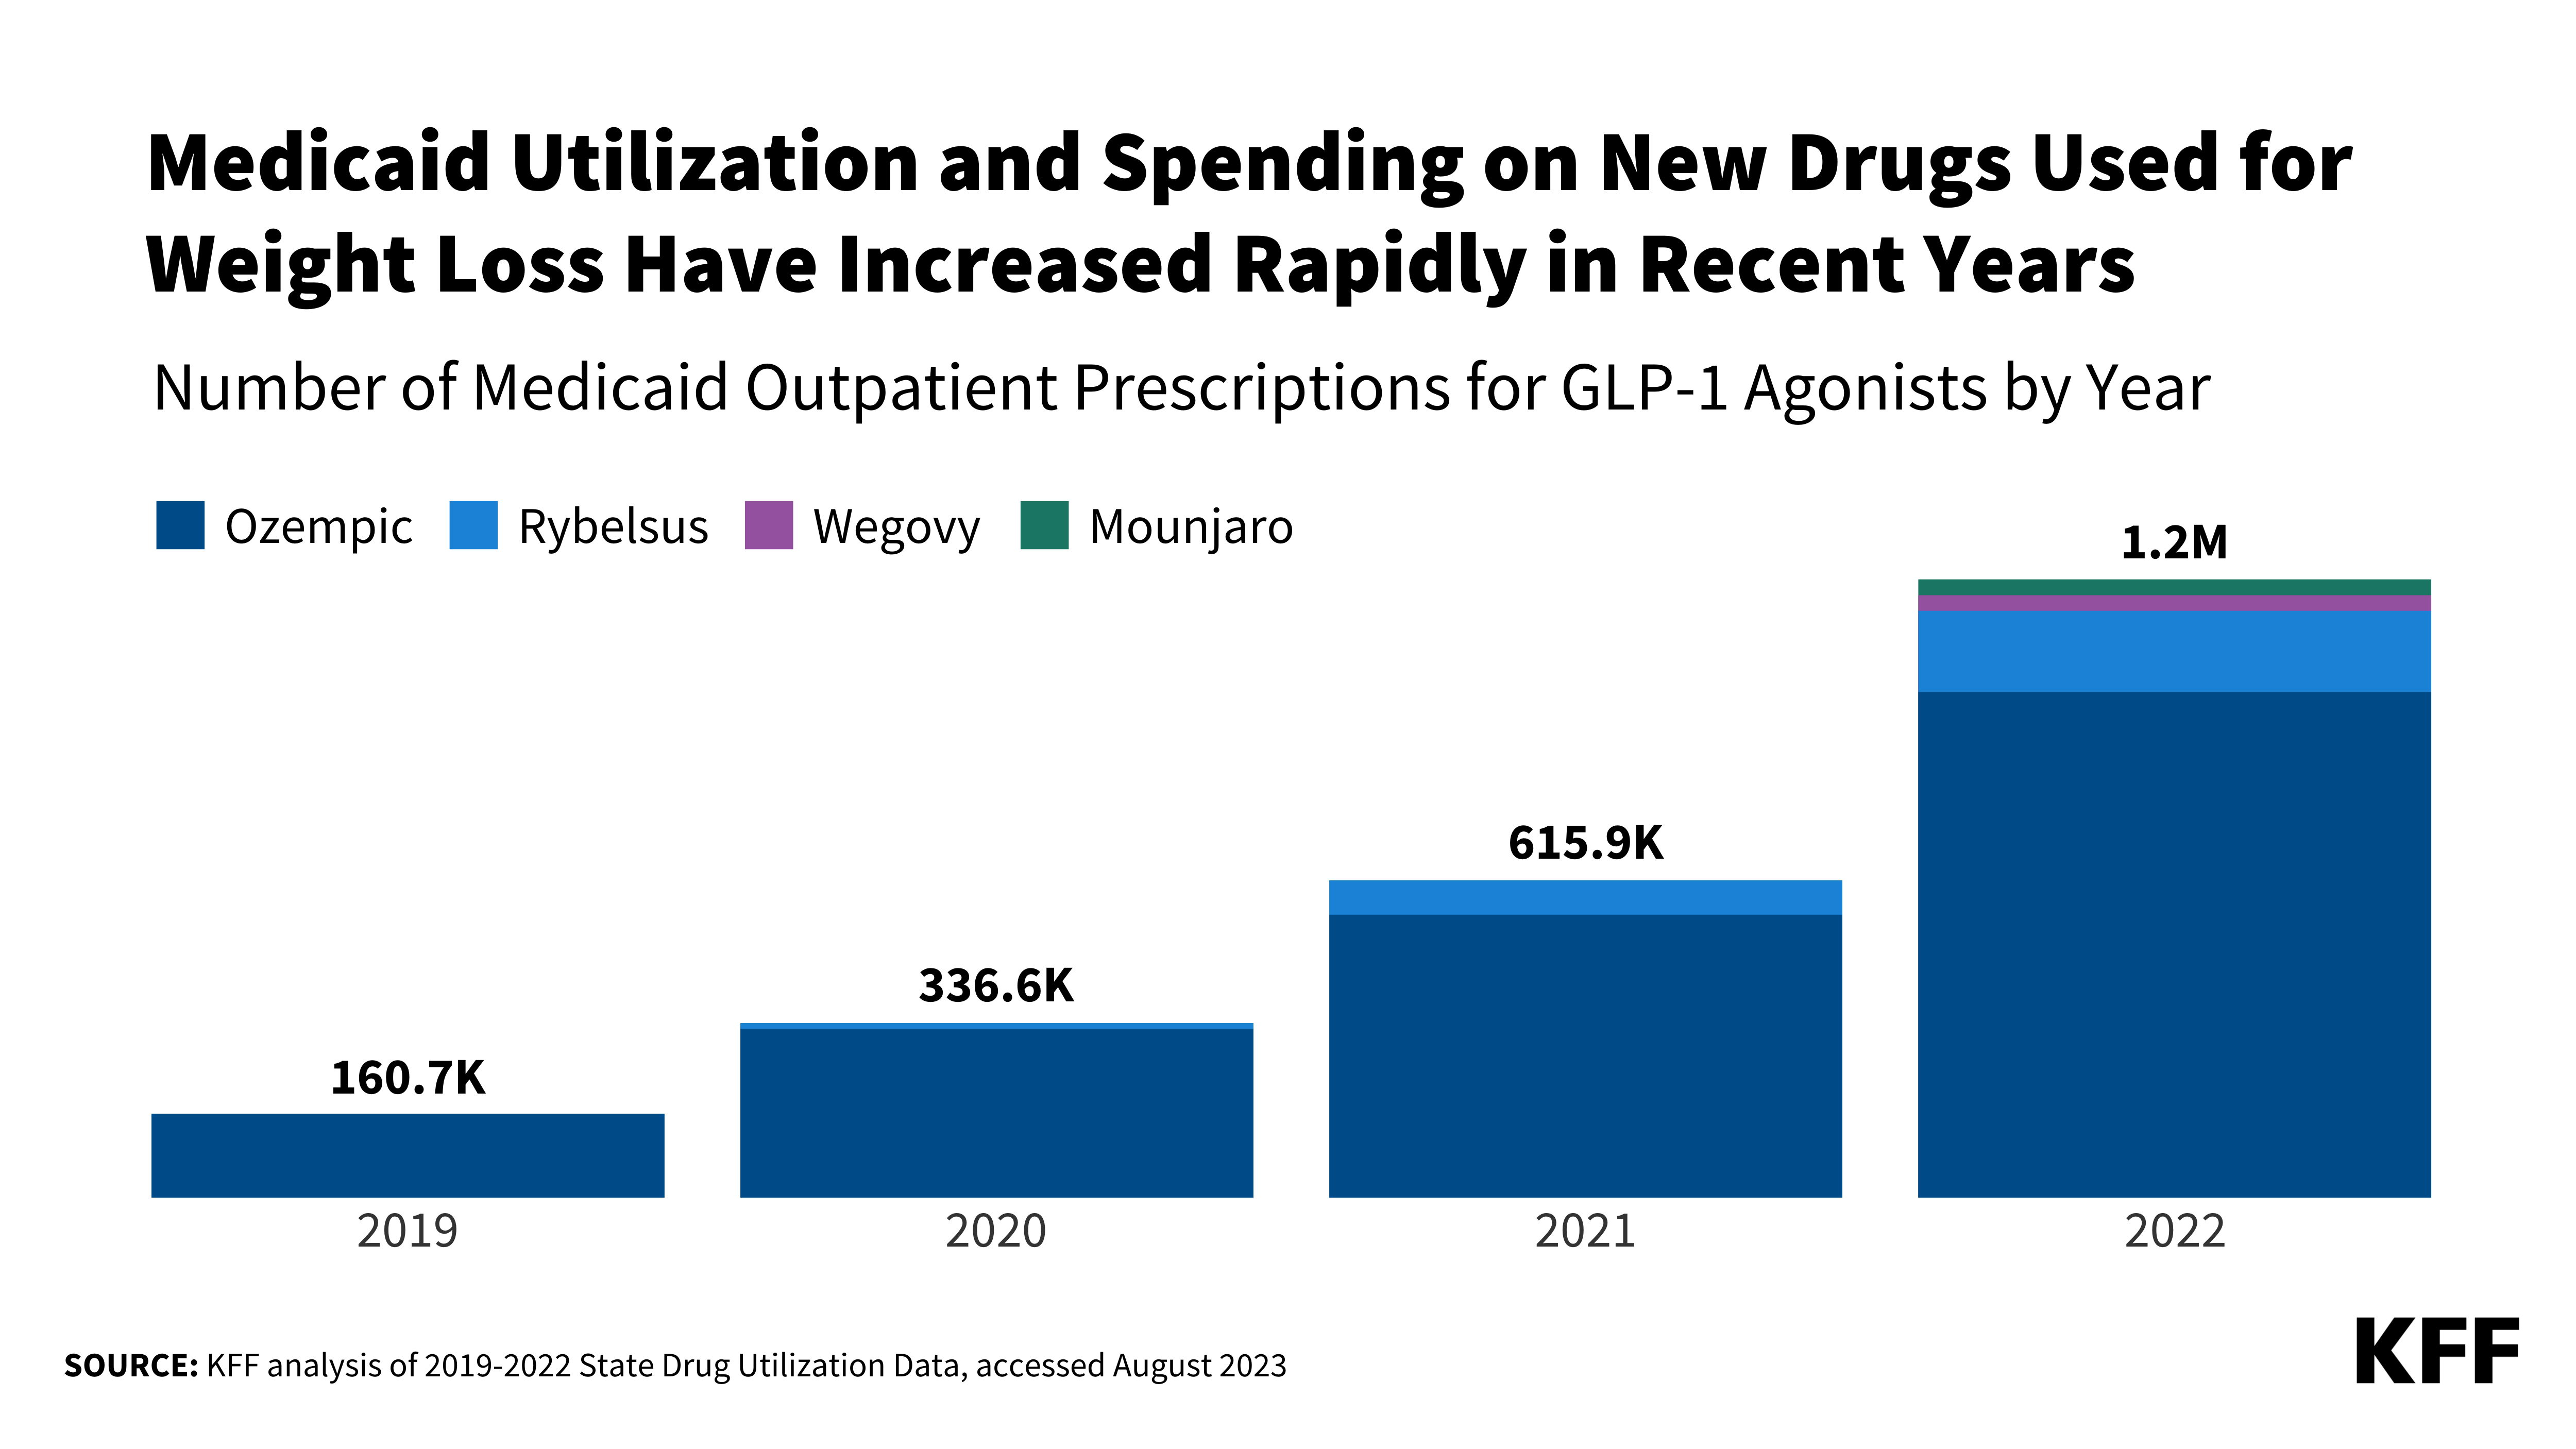 Medicaid Utilization and Spending on New Drugs Used for
Weight Loss Have Increased Rapidly in Recent Years
Number of Medicaid Outpatient Prescriptions for GLP-1 Agonists by Year
Ozempic Rybelsus Wegovy Mounjaro
1.2M
615.9K
336.6K
160.7K
2019 2020 2021 2022
SOURCE: KFF analysis of 2019-2022 State Drug Utilization Data, accessed August 2023
KFF